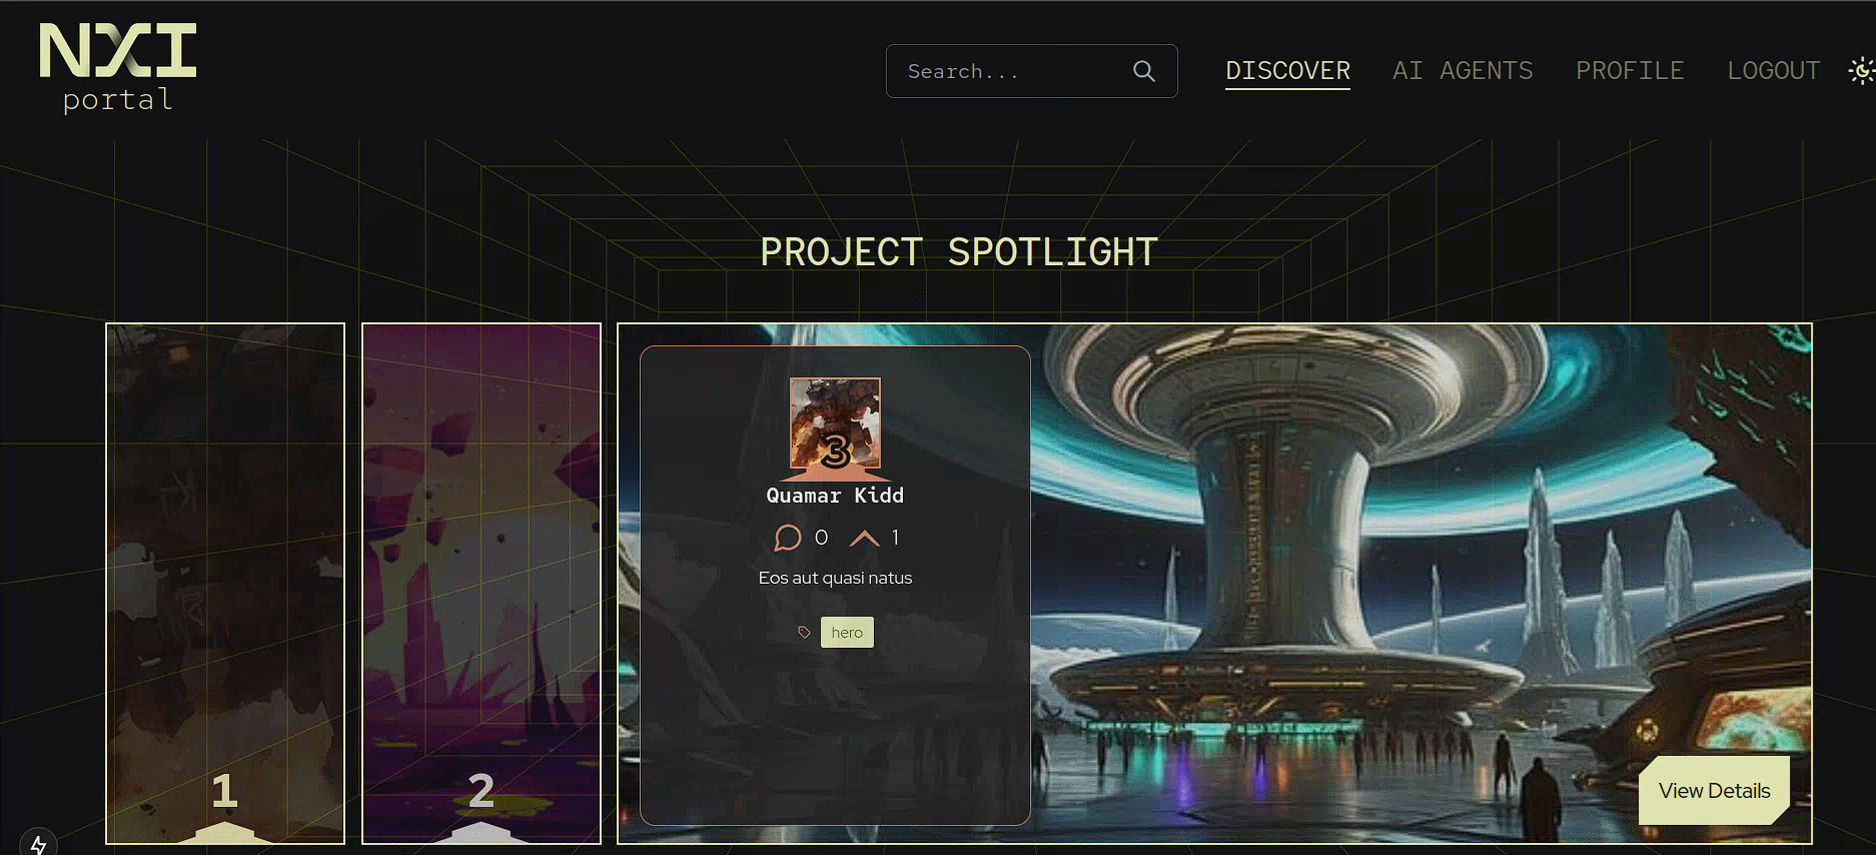 NXI
portal
Search...
DISCOVER
AI AGENTS
PROFILE
LOGOUT
PROJECT SPOTLIGHT
1
2
3
Quamar Kidd
0 1
Eos aut quasi natus
hero
View Details